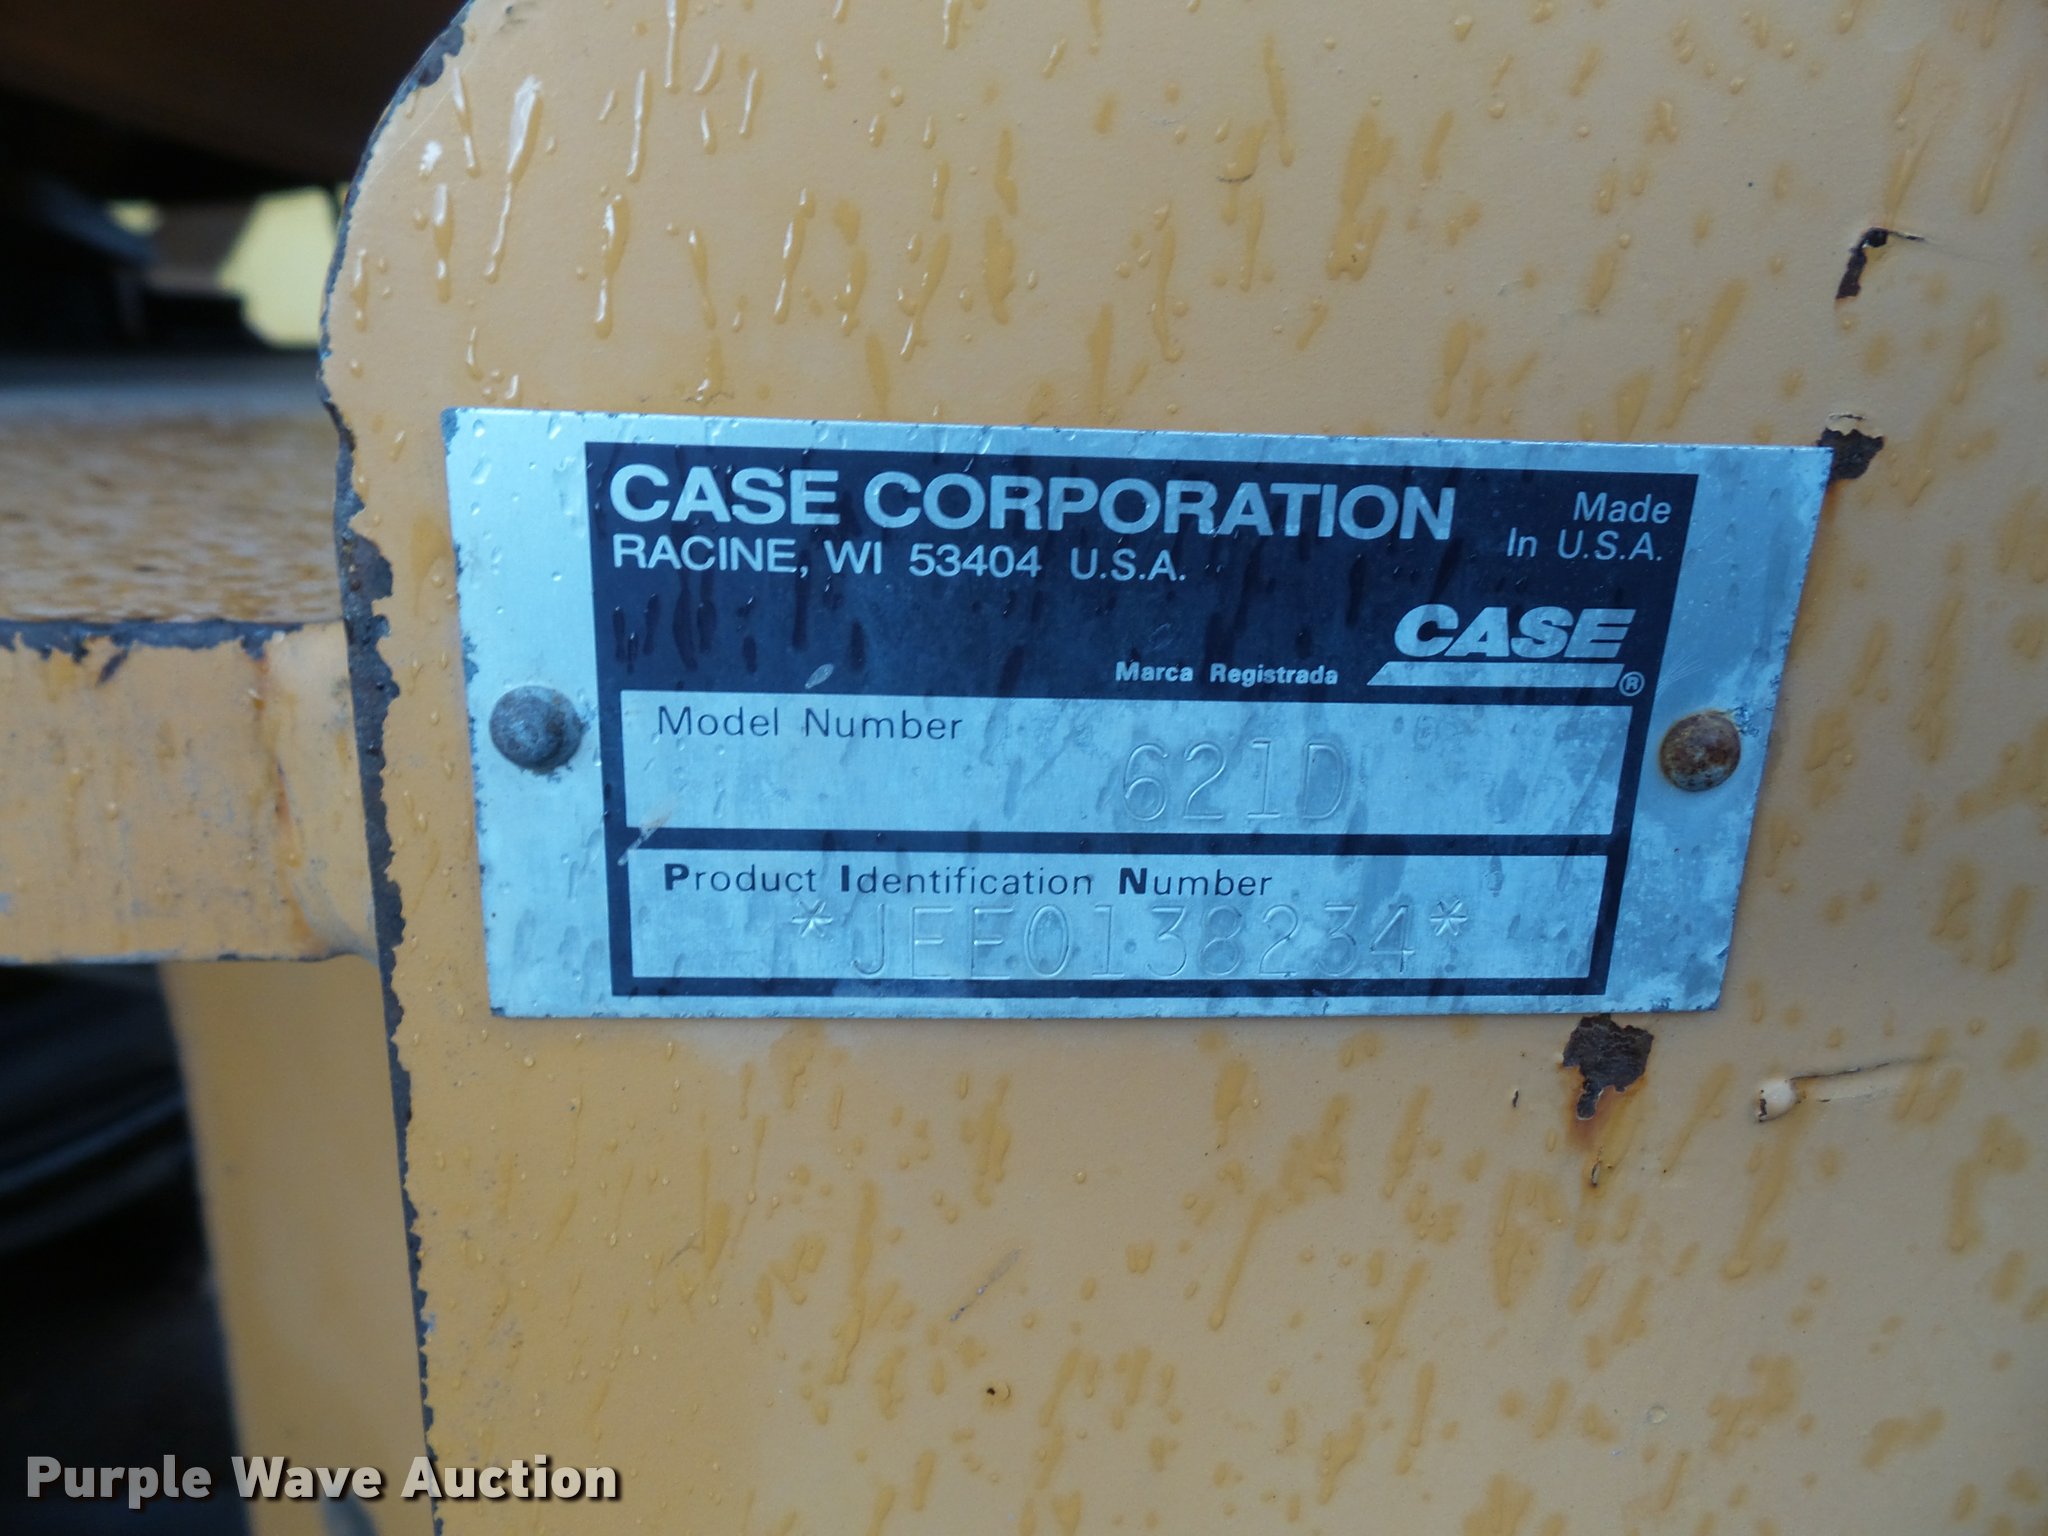 CASE CORPORATION
RACINE, WI 53404 U.S.A.
Made
In U.S.A.
CASE®
Marca Registrada
Model Number
621D
Product Identification Number
*JEE0138234*
Purple Wave Auction